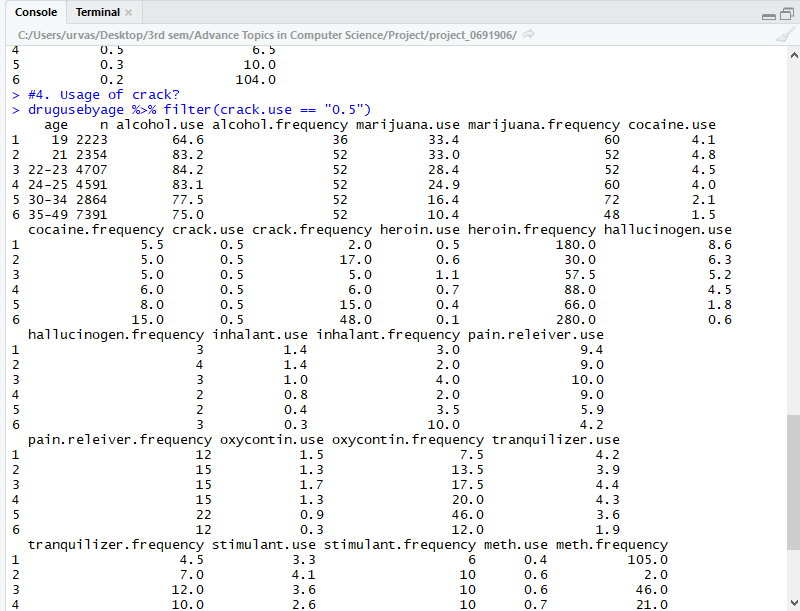 Console Terminal ×
C:/Users/urvas/Desktop/3rd sem/Advance Topics in Computer Science/Project/project_0691906/
4 0.5 6.5
5 0.3 10.0
6 0.2 104.0
> #4. Usage of crack?
> drugusebyage %>% filter(crack.use == "0.5")
age n alcohol.use alcohol.frequency marijuana.use marijuana.frequency cocaine.use
1 19 2223 64.6 36 33.4 60 4.1
2 21 2354 83.2 52 33.0 52 4.8
3 22-23 4707 84.2 52 28.4 52 4.5
4 24-25 4591 83.1 52 24.9 60 4.0
5 30-34 2864 77.5 52 16.4 72 2.1
6 35-49 7391 75.0 52 10.4 48 1.5
cocaine.frequency crack.use crack.frequency heroin.use heroin.frequency hallucinogen.use
1 5.5 0.5 2.0 0.5 180.0 8.6
2 5.0 0.5 17.0 0.6 30.0 6.3
3 5.0 0.5 5.0 1.1 57.5 5.2
4 6.0 0.5 6.0 0.7 88.0 4.5
5 8.0 0.5 15.0 0.4 66.0 1.8
6 15.0 0.5 48.0 0.1 280.0 0.6
hallucinogen.frequency inhalant.use inhalant.frequency pain.releiver.use
1 3 1.4 3.0 9.4
2 4 1.4 2.0 9.0
3 3 1.0 4.0 10.0
4 2 0.8 2.0 9.0
5 2 0.4 3.5 5.9
6 3 0.3 10.0 4.2
pain.releiver.frequency oxycontin.use oxycontin.frequency tranquilizer.use
1 12 1.5 7.5 4.2
2 15 1.3 13.5 3.9
3 15 1.7 17.5 4.4
4 15 1.3 20.0 4.3
5 22 0.9 46.0 3.6
6 12 0.3 12.0 1.9
tranquilizer.frequency stimulant.use stimulant.frequency meth.use meth.frequency
1 4.5 3.3 6 0.4 105.0
2 7.0 4.1 10 0.6 2.0
3 12.0 3.6 10 0.6 46.0
4 10.0 2.6 10 0.7 21.0